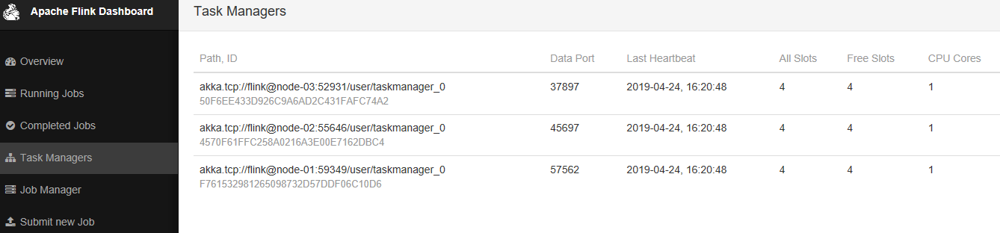 Apache Flink Dashboard
Task Managers
Overview
Running Jobs
Completed Jobs
Task Managers
Job Manager
Submit new Job
Path, ID Data Port Last Heartbeat All Slots Free Slots CPU Cores
akka.tcp://flink@node-03:52931/user/taskmanager_0 37897 2019-04-24, 16:20:48 4 4 1
50F6EE433D926C9A6AD2C431FAFC74A2
akka.tcp://flink@node-02:55646/user/taskmanager_0 45697 2019-04-24, 16:20:48 4 4 1
4570F61FFC258A0216A3E00E7162DBC4
akka.tcp://flink@node-01:59349/user/taskmanager_0 57562 2019-04-24, 16:20:48 4 4 1
F761532981265098732D57DDF06C10D6